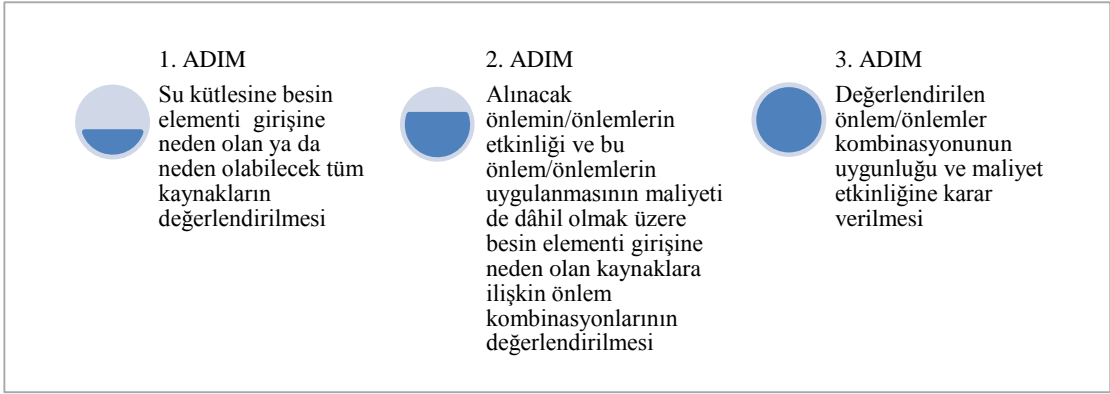 1. ADIM
Su kütlesine besin
elementi girişine
neden olan ya da
neden olabilecek tüm
kaynakların
değerlendirilmesi
2. ADIM
Alınacak
önlemin/önlemlerin
etkinliği ve bu
önlem/önlemlerin
uygulanmasının maliyeti
de dâhil olmak üzere
besin elementi girişine
neden olan kaynaklara
ilişkin önlem
kombinasyonlarının
değerlendirilmesi
3. ADIM
Değerlendirilen
önlem/önlemler
kombinasyonunun
uygunluğu ve maliyet
etkinliğine karar
verilmesi